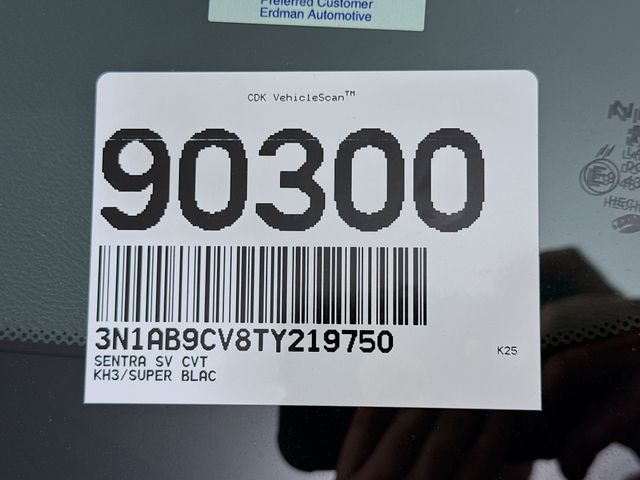 Preferred Customer
Erdman Automotive
CDK VehicleScan™
90300
3N1AB9CV8TY219750
SENTRA SV CVT
KH3/SUPER BLAC
K25